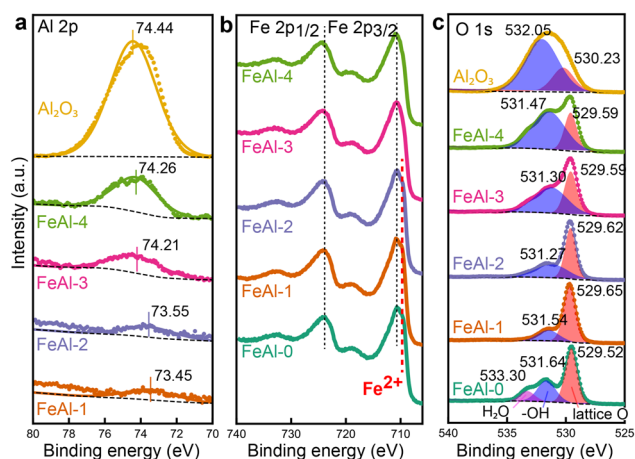 a
Al 2p
74.44
Al₂O₃
74.26
FeAl-4
74.21
FeAl-3
73.55
FeAl-2
73.45
FeAl-1
80 78 76 74 72 70
Binding energy (eV)
Intensity (a.u.)
b
Fe 2p1/2 Fe 2p3/2
FeAl-4
FeAl-3
FeAl-2
FeAl-1
FeAl-0
Fe2+
740 720 710
Binding energy (eV)
c
O 1s
532.05
530.23
Al₂O₃
531.47
529.59
FeAl-4
531.30
529.59
FeAl-3
529.62
531.27
FeAl-2
529.65
531.54
FeAl-1
529.52
531.64
533.30
FeAl-0
H₂O -OH lattice O
540 535 530 525
Binding energy (eV)